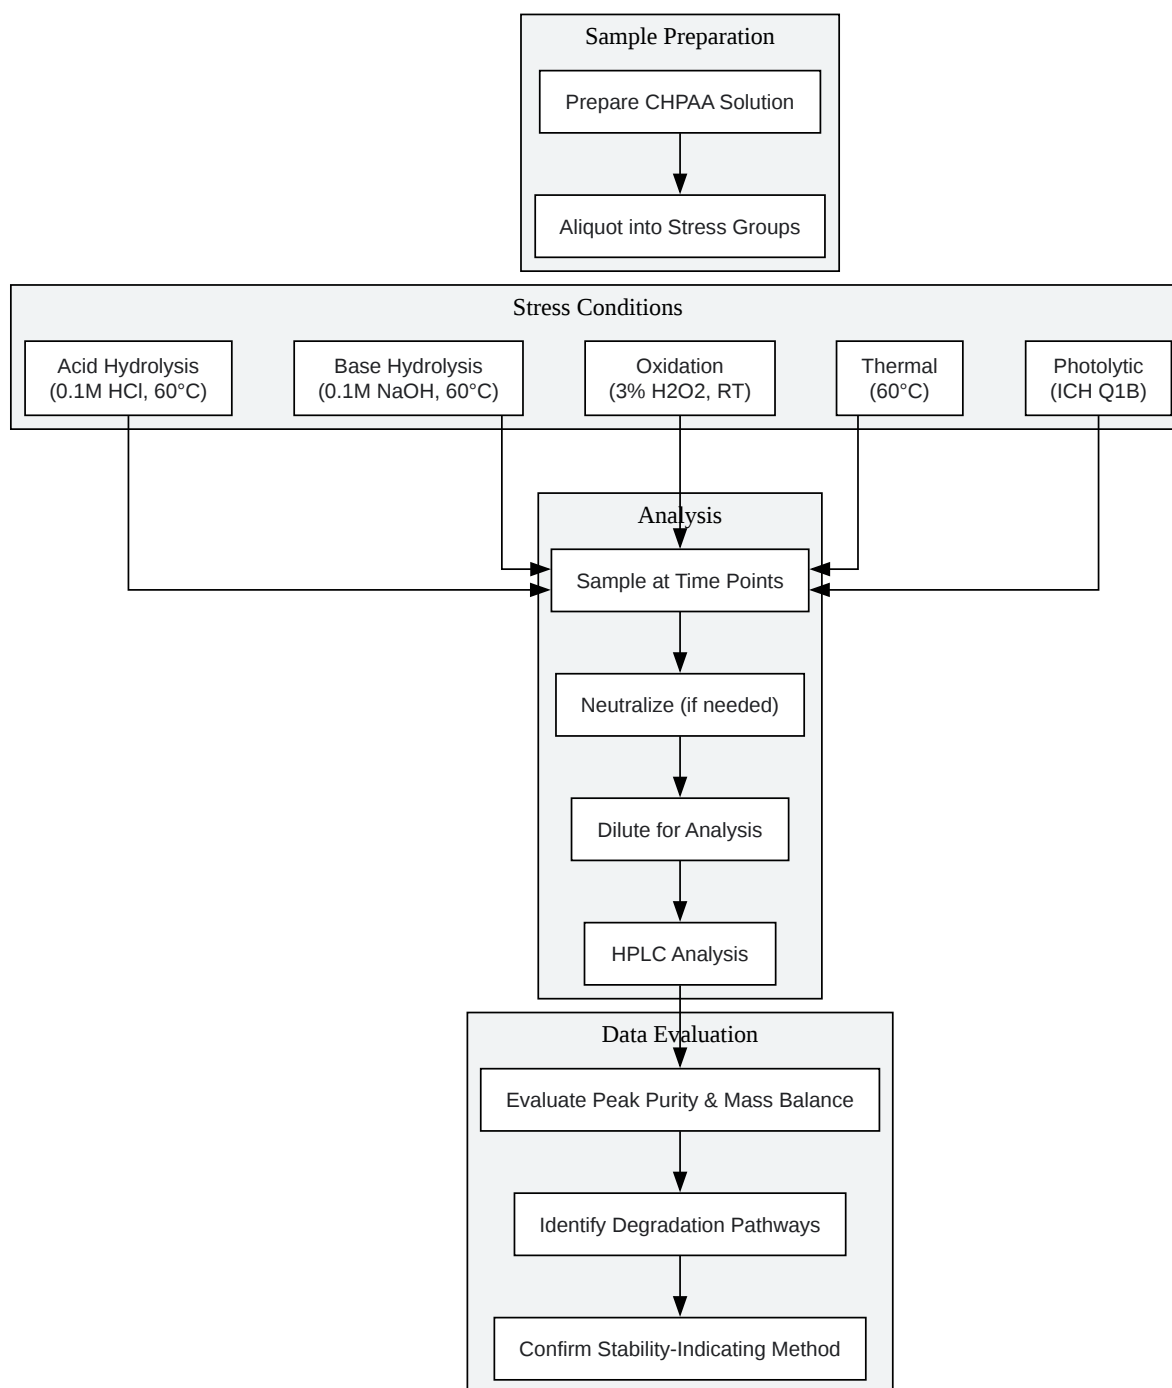 Sample Preparation
Prepare CHPAA Solution
Aliquot into Stress Groups
Stress Conditions
Acid Hydrolysis
(0.1M HCl, 60°C)
Base Hydrolysis
(0.1M NaOH, 60°C)
Oxidation
(3% H2O2, RT)
Thermal
(60°C)
Photolytic
(ICH Q1B)
Analysis
Sample at Time Points
Neutralize (if needed)
Dilute for Analysis
HPLC Analysis
Data Evaluation
Evaluate Peak Purity & Mass Balance
Identify Degradation Pathways
Confirm Stability-Indicating Method